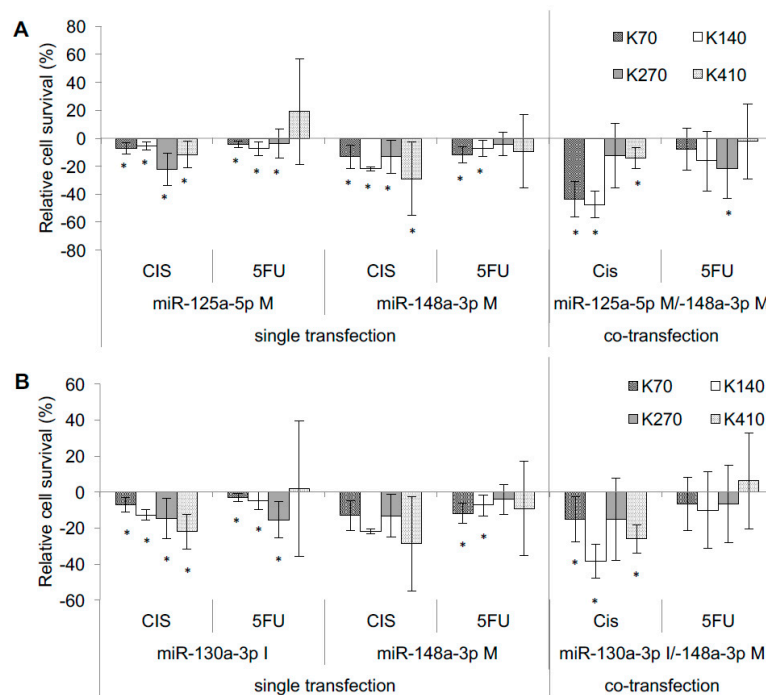 A
Relative cell survival (%)
80
60
40
20
0
-20
-40
-60
-80
K70 K140
K270 K410
* * * * * * * * * * * * * * * * *
CIS 5FU CIS 5FU Cis 5FU
miR-125a-5p M miR-148a-3p M miR-125a-5p M/-148a-3p M
single transfection co-transfection
B
Relative cell survival (%)
60
40
20
0
-20
-40
-60
K70 K140
K270 K410
* * * * * * * * * * * *
CIS 5FU CIS 5FU Cis 5FU
miR-130a-3p I miR-148a-3p M miR-130a-3p I/-148a-3p M
single transfection co-transfection